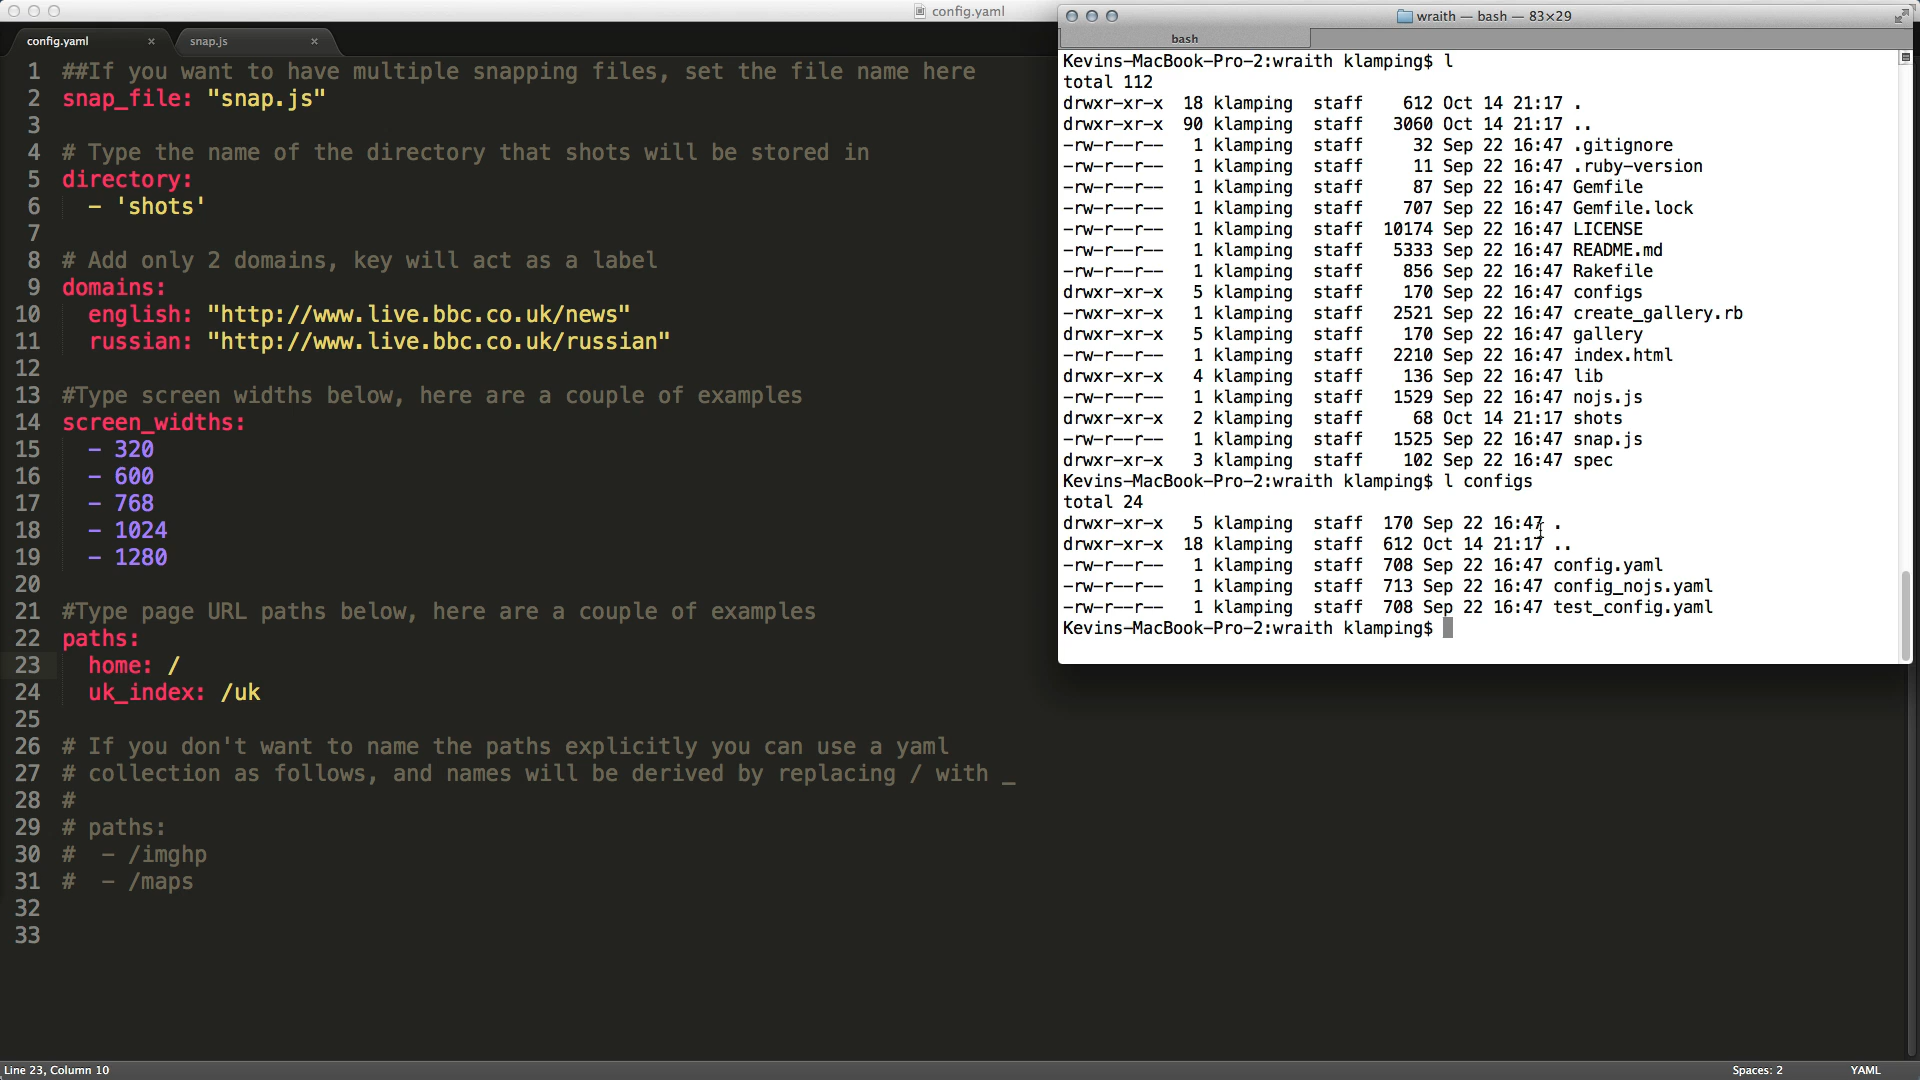 config.yaml
config.yaml ×
snap.js ×
1 ##If you want to have multiple snapping files, set the file name here
2 snap_file: "snap.js"
3
4 # Type the name of the directory that shots will be stored in
5 directory:
6 - 'shots'
7
8 # Add only 2 domains, key will act as a label
9 domains:
10 english: "http://www.live.bbc.co.uk/news"
11 russian: "http://www.live.bbc.co.uk/russian"
12
13 #Type screen widths below, here are a couple of examples
14 screen_widths:
15 - 320
16 - 600
17 - 768
18 - 1024
19 - 1280
20
21 #Type page URL paths below, here are a couple of examples
22 paths:
23 home: /
24 uk_index: /uk
25
26 # If you don't want to name the paths explicitly you can use a yaml
27 # collection as follows, and names will be derived by replacing / with _
28 #
29 # paths:
30 # - /imghp
31 # - /maps
32
33
Line 23, Column 10
Spaces: 2
YAML
wraith — bash — 83×29
bash
Kevins-MacBook-Pro-2:wraith klamping$ l
total 112
drwxr-xr-x 18 klamping staff 612 Oct 14 21:17 .
drwxr-xr-x 90 klamping staff 3060 Oct 14 21:17 ..
-rw-r--r-- 1 klamping staff 32 Sep 22 16:47 .gitignore
-rw-r--r-- 1 klamping staff 11 Sep 22 16:47 .ruby-version
-rw-r--r-- 1 klamping staff 87 Sep 22 16:47 Gemfile
-rw-r--r-- 1 klamping staff 707 Sep 22 16:47 Gemfile.lock
-rw-r--r-- 1 klamping staff 10174 Sep 22 16:47 LICENSE
-rw-r--r-- 1 klamping staff 5333 Sep 22 16:47 README.md
-rw-r--r-- 1 klamping staff 856 Sep 22 16:47 Rakefile
drwxr-xr-x 5 klamping staff 170 Sep 22 16:47 configs
-rwxr-xr-x 1 klamping staff 2521 Sep 22 16:47 create_gallery.rb
drwxr-xr-x 5 klamping staff 170 Sep 22 16:47 gallery
-rw-r--r-- 1 klamping staff 2210 Sep 22 16:47 index.html
drwxr-xr-x 4 klamping staff 136 Sep 22 16:47 lib
-rw-r--r-- 1 klamping staff 1529 Sep 22 16:47 nojs.js
drwxr-xr-x 2 klamping staff 68 Oct 14 21:17 shots
-rw-r--r-- 1 klamping staff 1525 Sep 22 16:47 snap.js
drwxr-xr-x 3 klamping staff 102 Sep 22 16:47 spec
Kevins-MacBook-Pro-2:wraith klamping$ l configs
total 24
drwxr-xr-x 5 klamping staff 170 Sep 22 16:47 .
drwxr-xr-x 18 klamping staff 612 Oct 14 21:17 ..
-rw-r--r-- 1 klamping staff 708 Sep 22 16:47 config.yaml
-rw-r--r-- 1 klamping staff 713 Sep 22 16:47 config_nojs.yaml
-rw-r--r-- 1 klamping staff 708 Sep 22 16:47 test_config.yaml
Kevins-MacBook-Pro-2:wraith klamping$